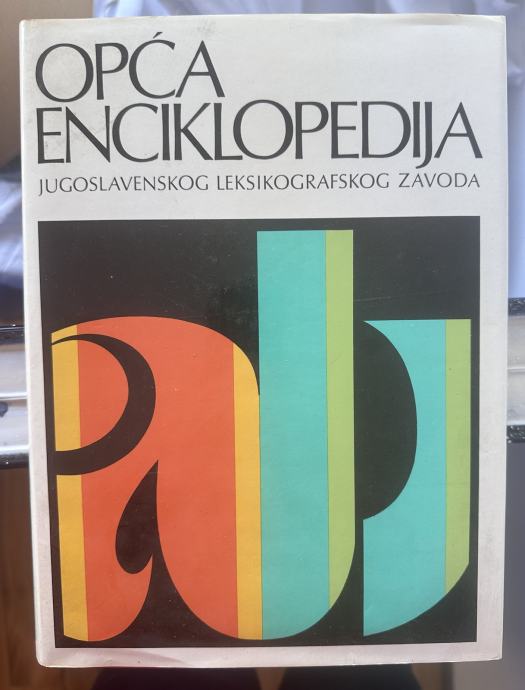 OPĆA
ENCIKLOPEDIJA
JUGOSLAVENSKOG LEKSIKOGRAFSKOG ZAVODA